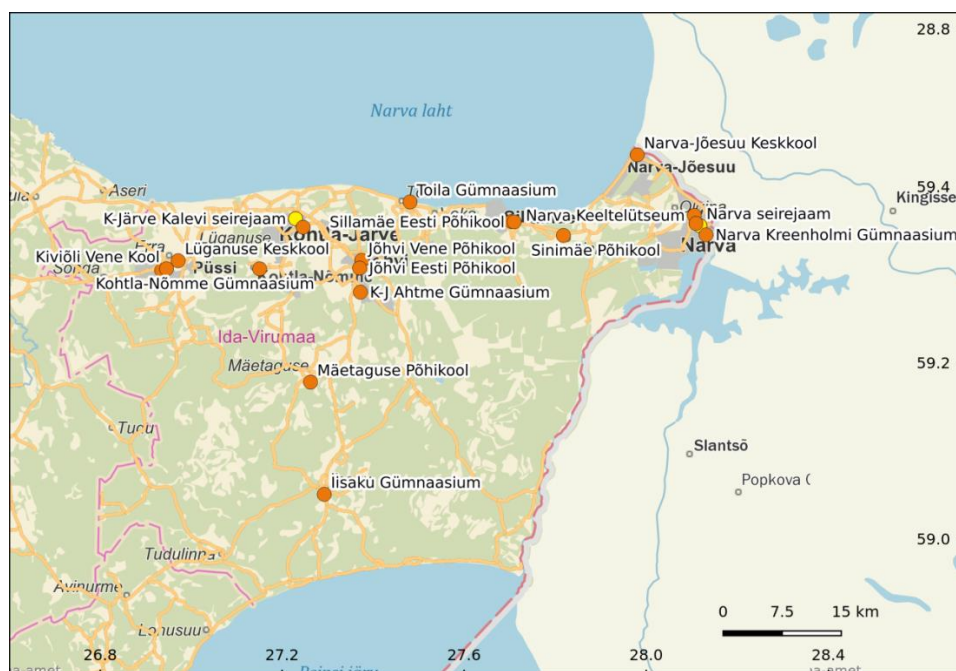 28.8
Narva laht
Narva-Jõesuu Keskkool
Narva-Jõesuu
Aseri
Toila Gümnaasium
59.4
Kingisse
K-Järve Kalevi seirejaam
Sillamäe Eesti Põhikool
Narva Keeltelütseum
Narva seirejaam
Kohtla-Järve
Lüganuse
Narva Kreenholmi Gümnaasium
Narva
Sinimäe Põhikool
Lüganuse Keskkool
Jõhvi Vene Põhikool
Kiviõli Vene Kool
Püssi
Jõhvi Eesti Põhikool
Kohtla-Nõmme
Kohtla-Nõmme Gümnaasium
K-J Ahtme Gümnaasium
Ida-Virumaa
Mäetaguse
Mäetaguse Põhikool
59.2
Tudu
Slantsõ
Popkova
Iisaku Gümnaasium
59.0
Tudulinna
Avinurme
Lohusuu
0 7.5 15 km
26.8 27.2 27.6 28.0 28.4